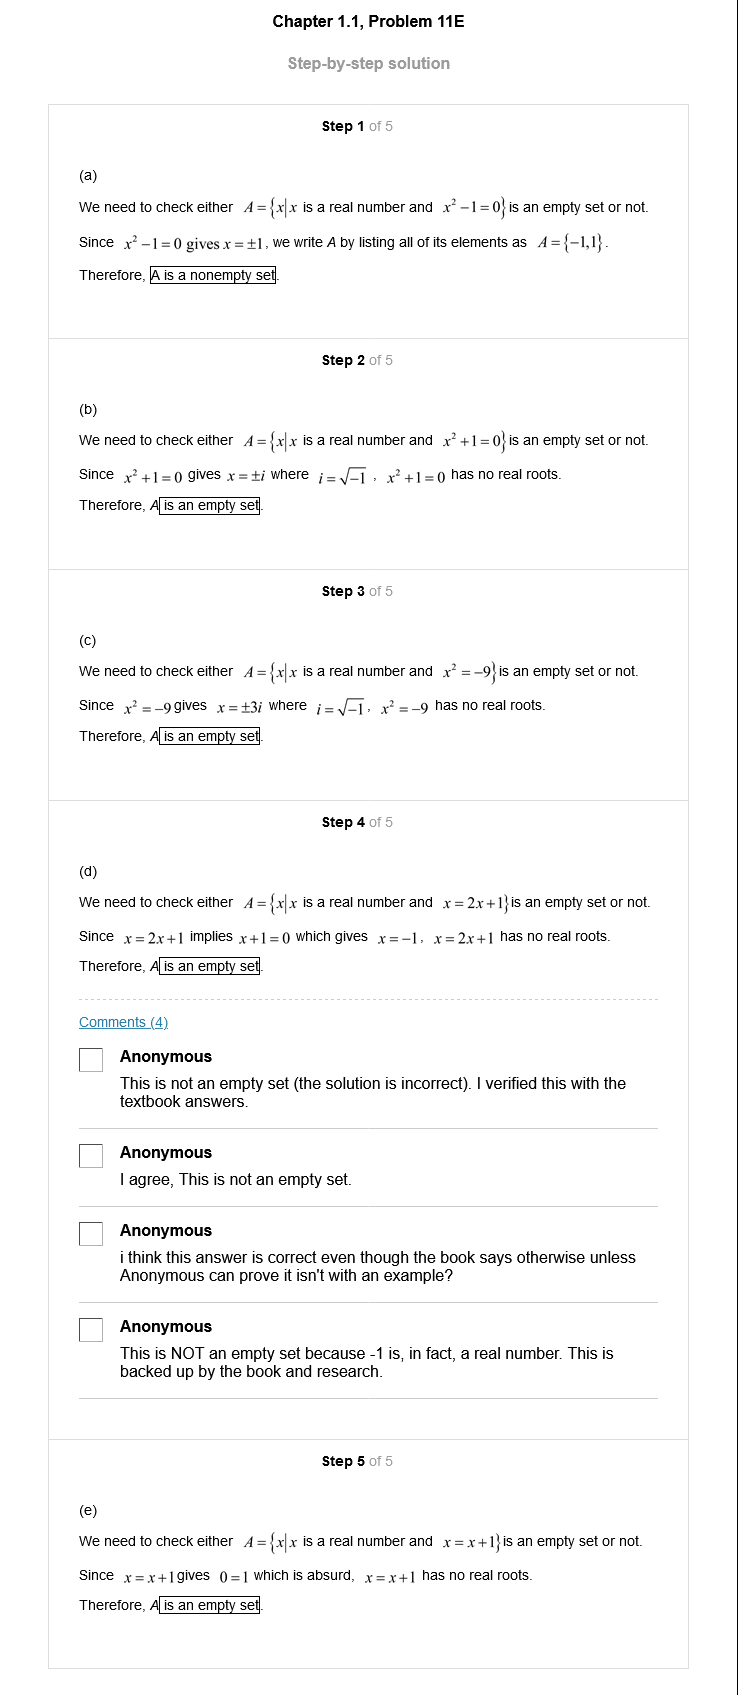 Chapter 1.1, Problem 11E
Step-by-step solution
Step 1 of 5
(a)
We need to check either A = {x|x is a real number and x² − 1 = 0} is an empty set or not.
Since x² − 1 = 0 gives x = ±1, we write A by listing all of its elements as A = {−1,1}.
Therefore, A is a nonempty set.
Step 2 of 5
(b)
We need to check either A = {x|x is a real number and x² + 1 = 0} is an empty set or not.
Since x² + 1 = 0 gives x = ±i where i = √−1 , x² + 1 = 0 has no real roots.
Therefore, A is an empty set.
Step 3 of 5
(c)
We need to check either A = {x|x is a real number and x² = −9} is an empty set or not.
Since x² = −9 gives x = ±3i where i = √−1, x² = −9 has no real roots.
Therefore, A is an empty set.
Step 4 of 5
(d)
We need to check either A = {x|x is a real number and x = 2x + 1} is an empty set or not.
Since x = 2x + 1 implies x + 1 = 0 which gives x = −1, x = 2x + 1 has no real roots.
Therefore, A is an empty set.
Comments (4)
Anonymous
This is not an empty set (the solution is incorrect). I verified this with the
textbook answers.
Anonymous
I agree, This is not an empty set.
Anonymous
i think this answer is correct even though the book says otherwise unless
Anonymous can prove it isn't with an example?
Anonymous
This is NOT an empty set because -1 is, in fact, a real number. This is
backed up by the book and research.
Step 5 of 5
(e)
We need to check either A = {x|x is a real number and x = x + 1} is an empty set or not.
Since x = x + 1 gives 0 = 1 which is absurd, x = x + 1 has no real roots.
Therefore, A is an empty set.